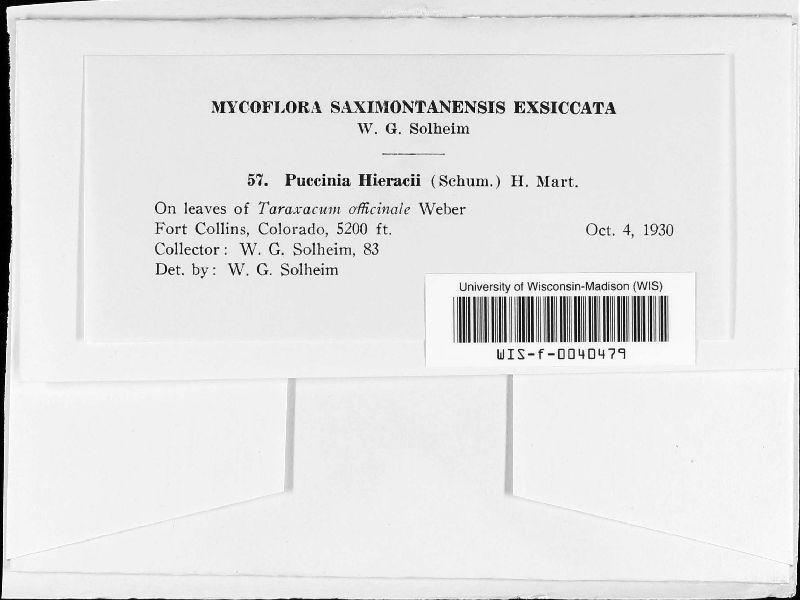 MYCOFLORA SAXIMONTANENSIS EXSICCATA
W. G. Solheim
57. Puccinia Hieracii (Schum.) H. Mart.
On leaves of Taraxacum officinale Weber
Fort Collins, Colorado, 5200 ft. Oct. 4, 1930
Collector: W. G. Solheim, 83
Det. by: W. G. Solheim
University of Wisconsin-Madison (WIS)
WIS-f-0040479